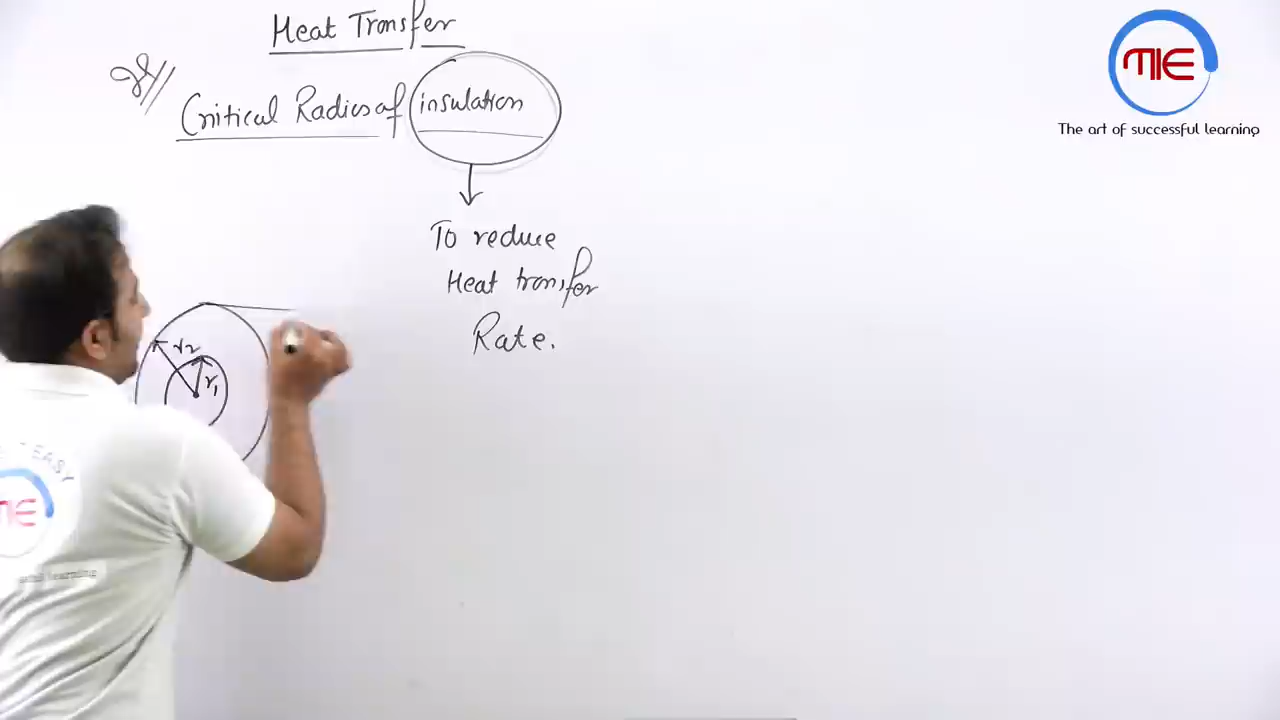 Heat Transfer
Critical Radius of insulation
To reduce
Heat transfer
Rate.
r2
r1
MIE
The art of successful learning
EASY